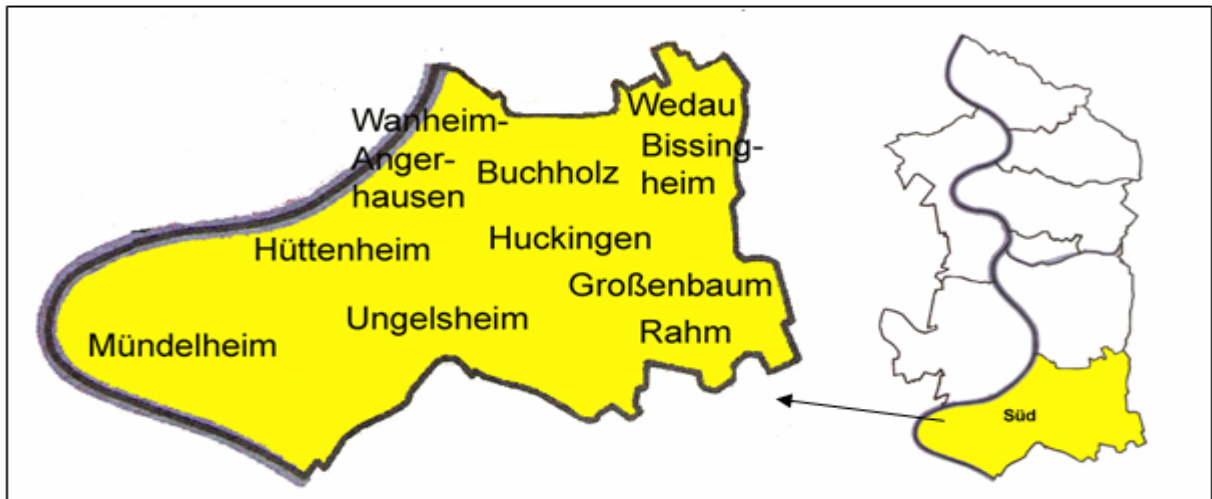 Wedau
Wanheim-
Anger-
hausen
Bissing-
heim
Buchholz
Hüttenheim
Huckingen
Großenbaum
Ungelsheim
Rahm
Mündelheim
Süd